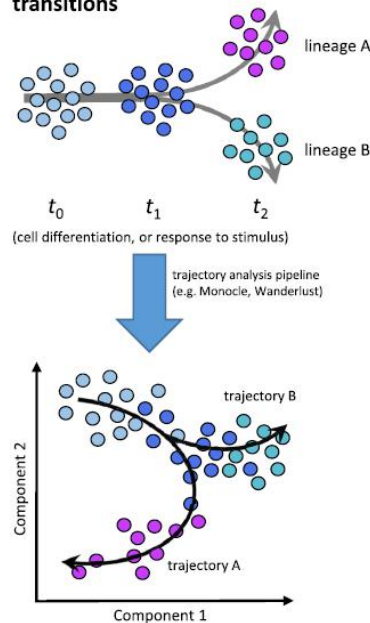 transitions
lineage A
lineage B
t0 t1 t2
(cell differentiation, or response to stimulus)
trajectory analysis pipeline
(e.g. Monocle, Wanderlust)
trajectory B
Component 2
trajectory A
Component 1